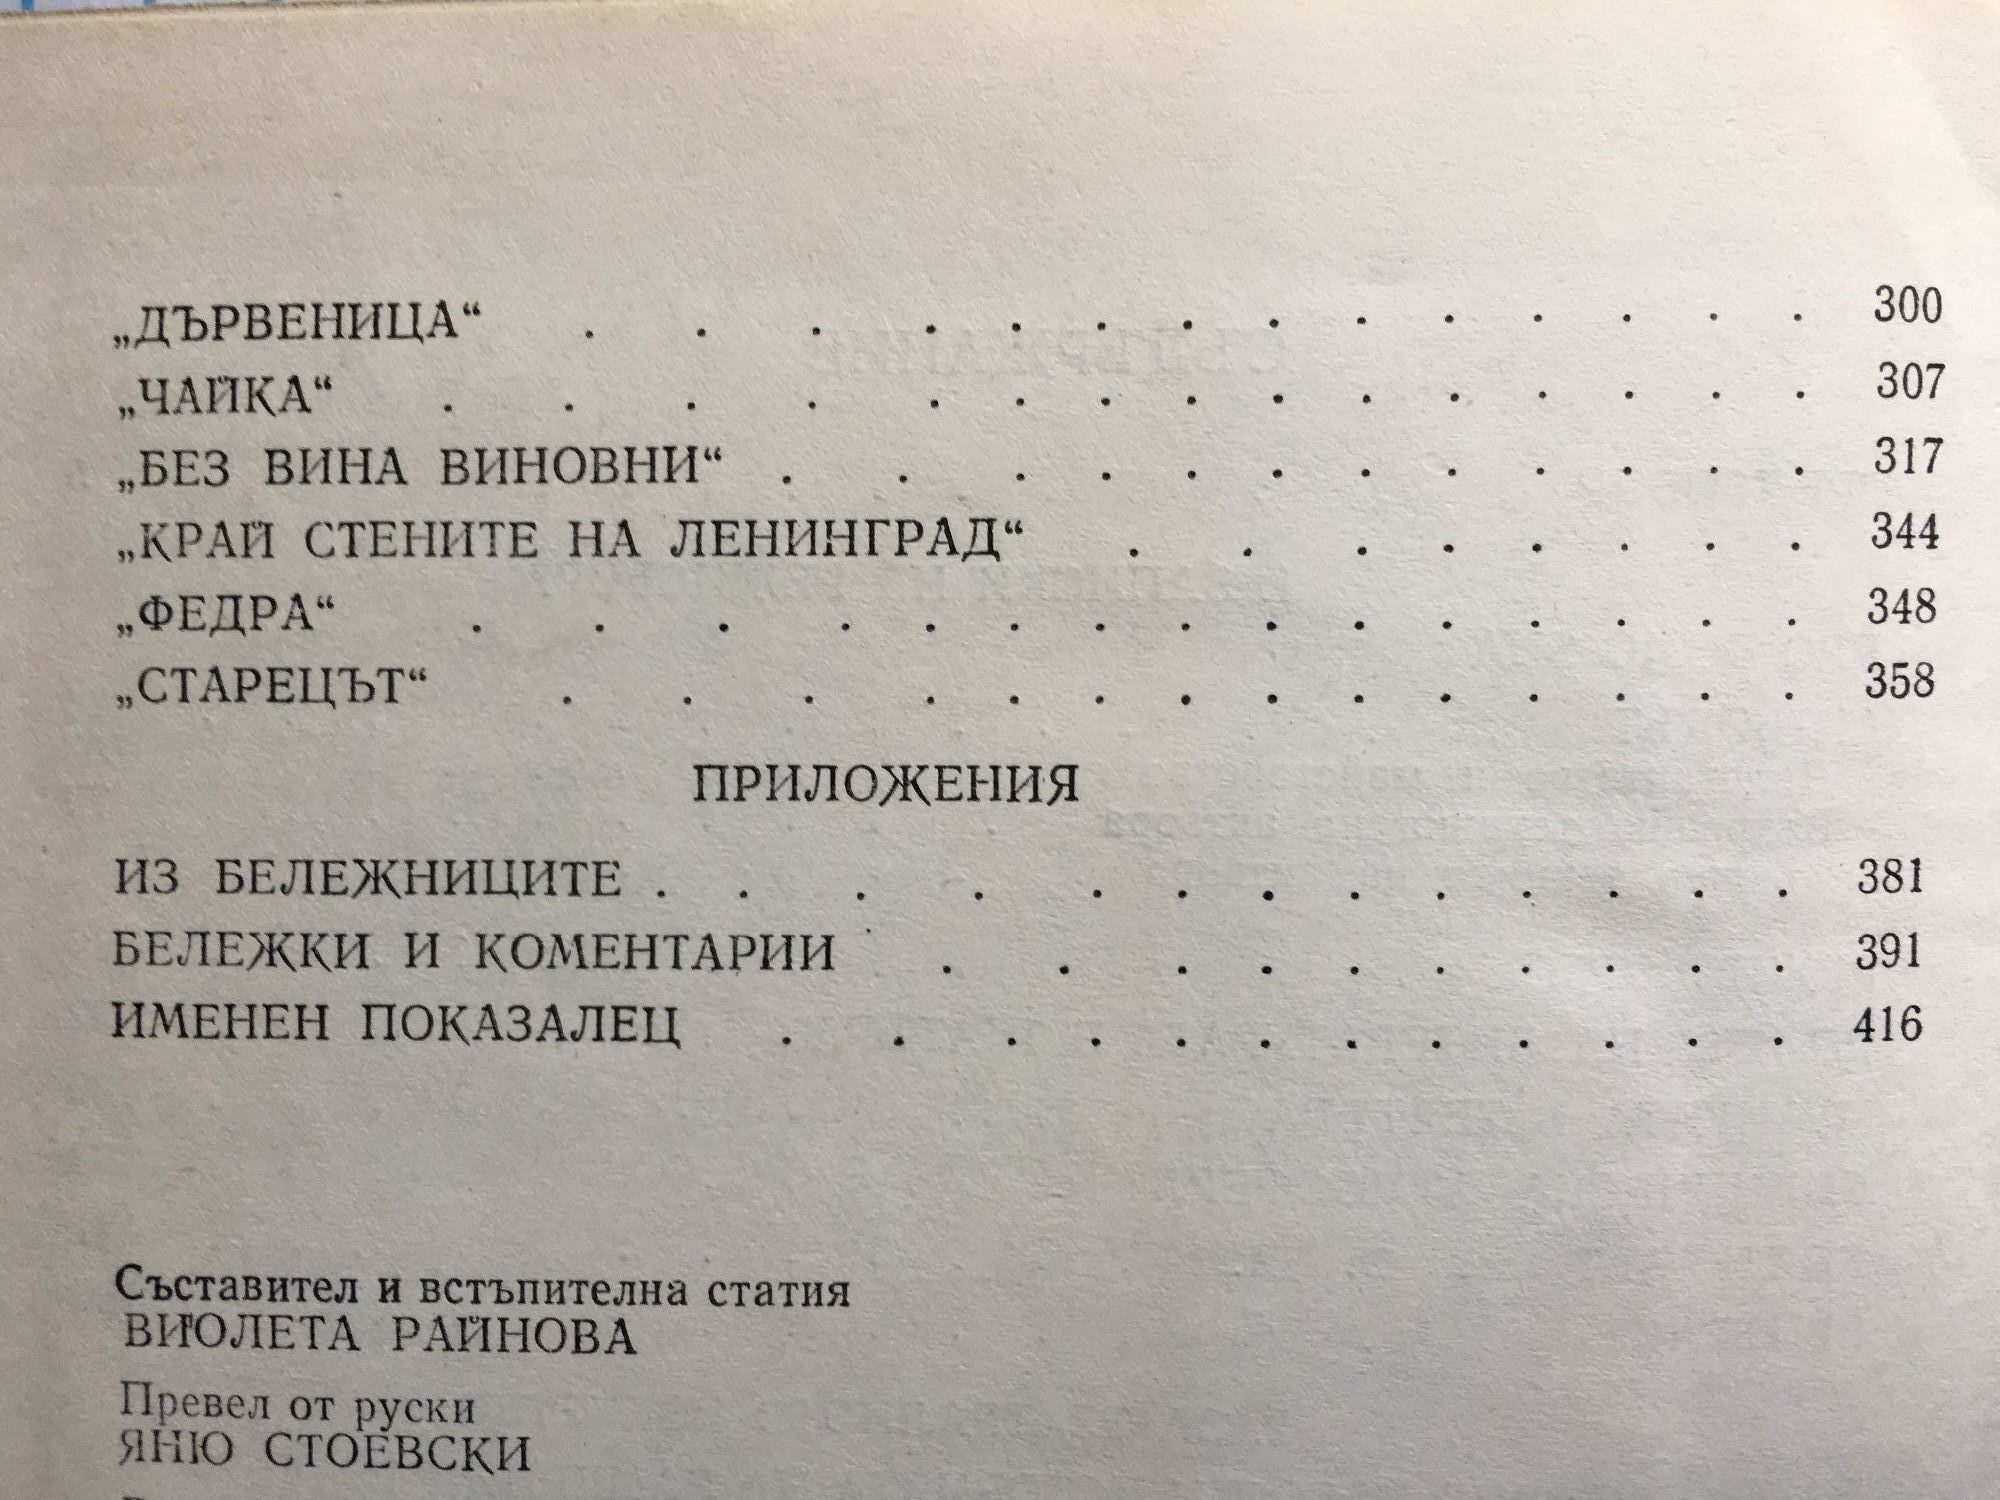 „ДЪРВЕНИЦА“ . . . . . . . . . . . . . . 300
„ЧАЙКА“ . . . . . . . . . . . . . . . 307
„БЕЗ ВИНА ВИНОВНИ“ . . . . . . . . . . . . 317
„КРАЙ СТЕНИТЕ НА ЛЕНИНГРАД“ . . . . . . . . 344
„ФЕДРА“ . . . . . . . . . . . . . . . 348
„СТАРЕЦЪТ“ . . . . . . . . . . . . . . 358
ПРИЛОЖЕНИЯ
ИЗ БЕЛЕЖНИЦИТЕ . . . . . . . . . . . . . 381
БЕЛЕЖКИ И КОМЕНТАРИИ . . . . . . . . . . 391
ИМЕНЕН ПОКАЗАЛЕЦ . . . . . . . . . . . . 416
Съставител и встъпителна статия
ВИОЛЕТА РАЙНОВА
Превел от руски
ЯНЮ СТОЕВСКИ